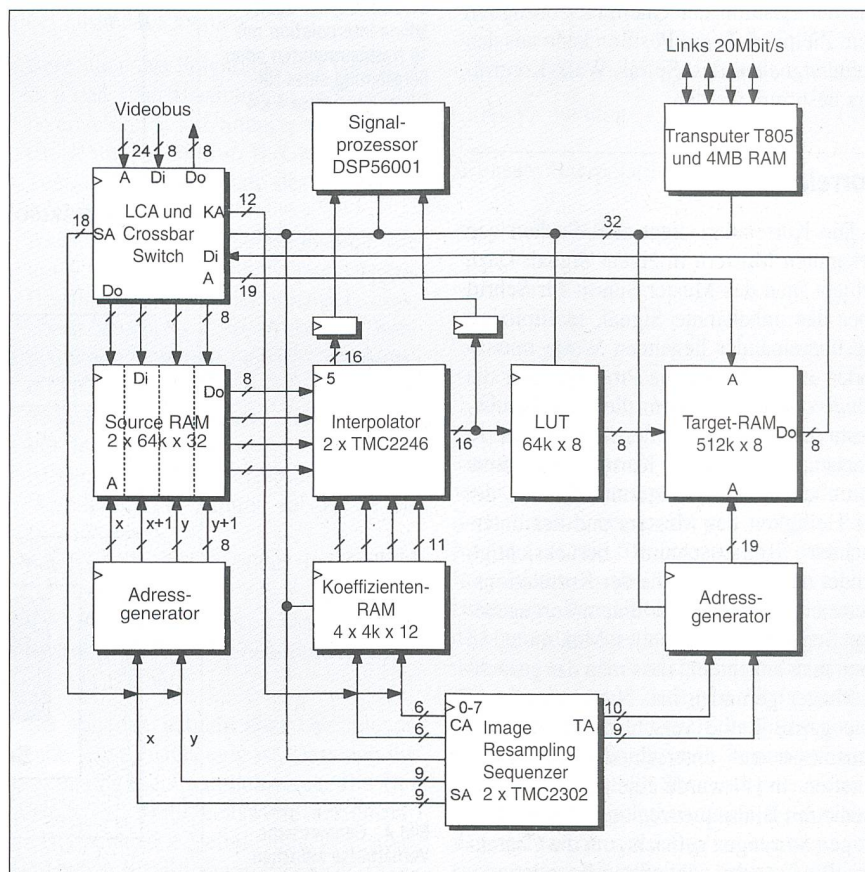 Links 20Mbit/s
Videobus
24
8
8
A
Di
Do
LCA und
Crossbar
Switch
KA
12
18
SA
Di
A
19
Do
8
Signal-
prozessor
DSP56001
Transputer T805
und 4MB RAM
32
16
Di
Do
8
Source RAM
2 x 64k x 32
A
x
x+1
y
y+1
8
5
Interpolator
2 x TMC2246
16
LUT
64k x 8
8
A
Target-RAM
512k x 8
Do
8
A
11
19
Adress-
generator
Koeffizienten-
RAM
4 x 4k x 12
Adress-
generator
x
y
6
6
9
9
0-7
CA
Image
Resampling
Sequenzer
2 x TMC2302
SA
TA
10
9